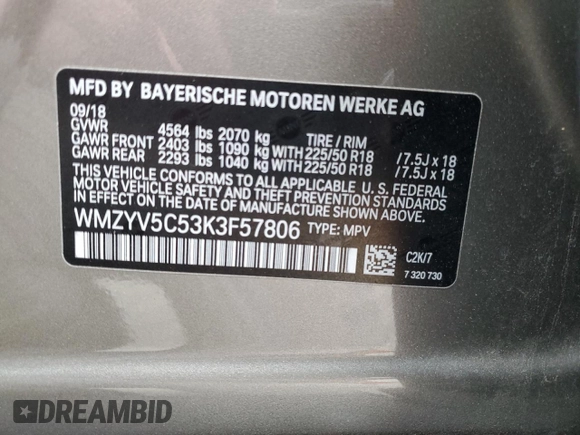 MFD BY BAYERISCHE MOTOREN WERKE AG
09/18
GVWR 4564 lbs 2070 kg TIRE / RIM
GAWR FRONT 2403 lbs 1090 kg WITH 225/50 R18 /7.5J x 18
GAWR REAR 2293 lbs 1040 kg WITH 225/50 R18 /7.5J x 18
THIS VEHICLE CONFORMS TO ALL APPLICABLE U. S. FEDERAL
MOTOR VEHICLE SAFETY, BUMPER, AND THEFT PREVENTION STANDARDS
IN EFFECT ON THE DATE OF MANUFACTURE SHOWN ABOVE.
WMZYV5C53K3F57806 TYPE: MPV
C2K/7
7 320 730
DREAMBID